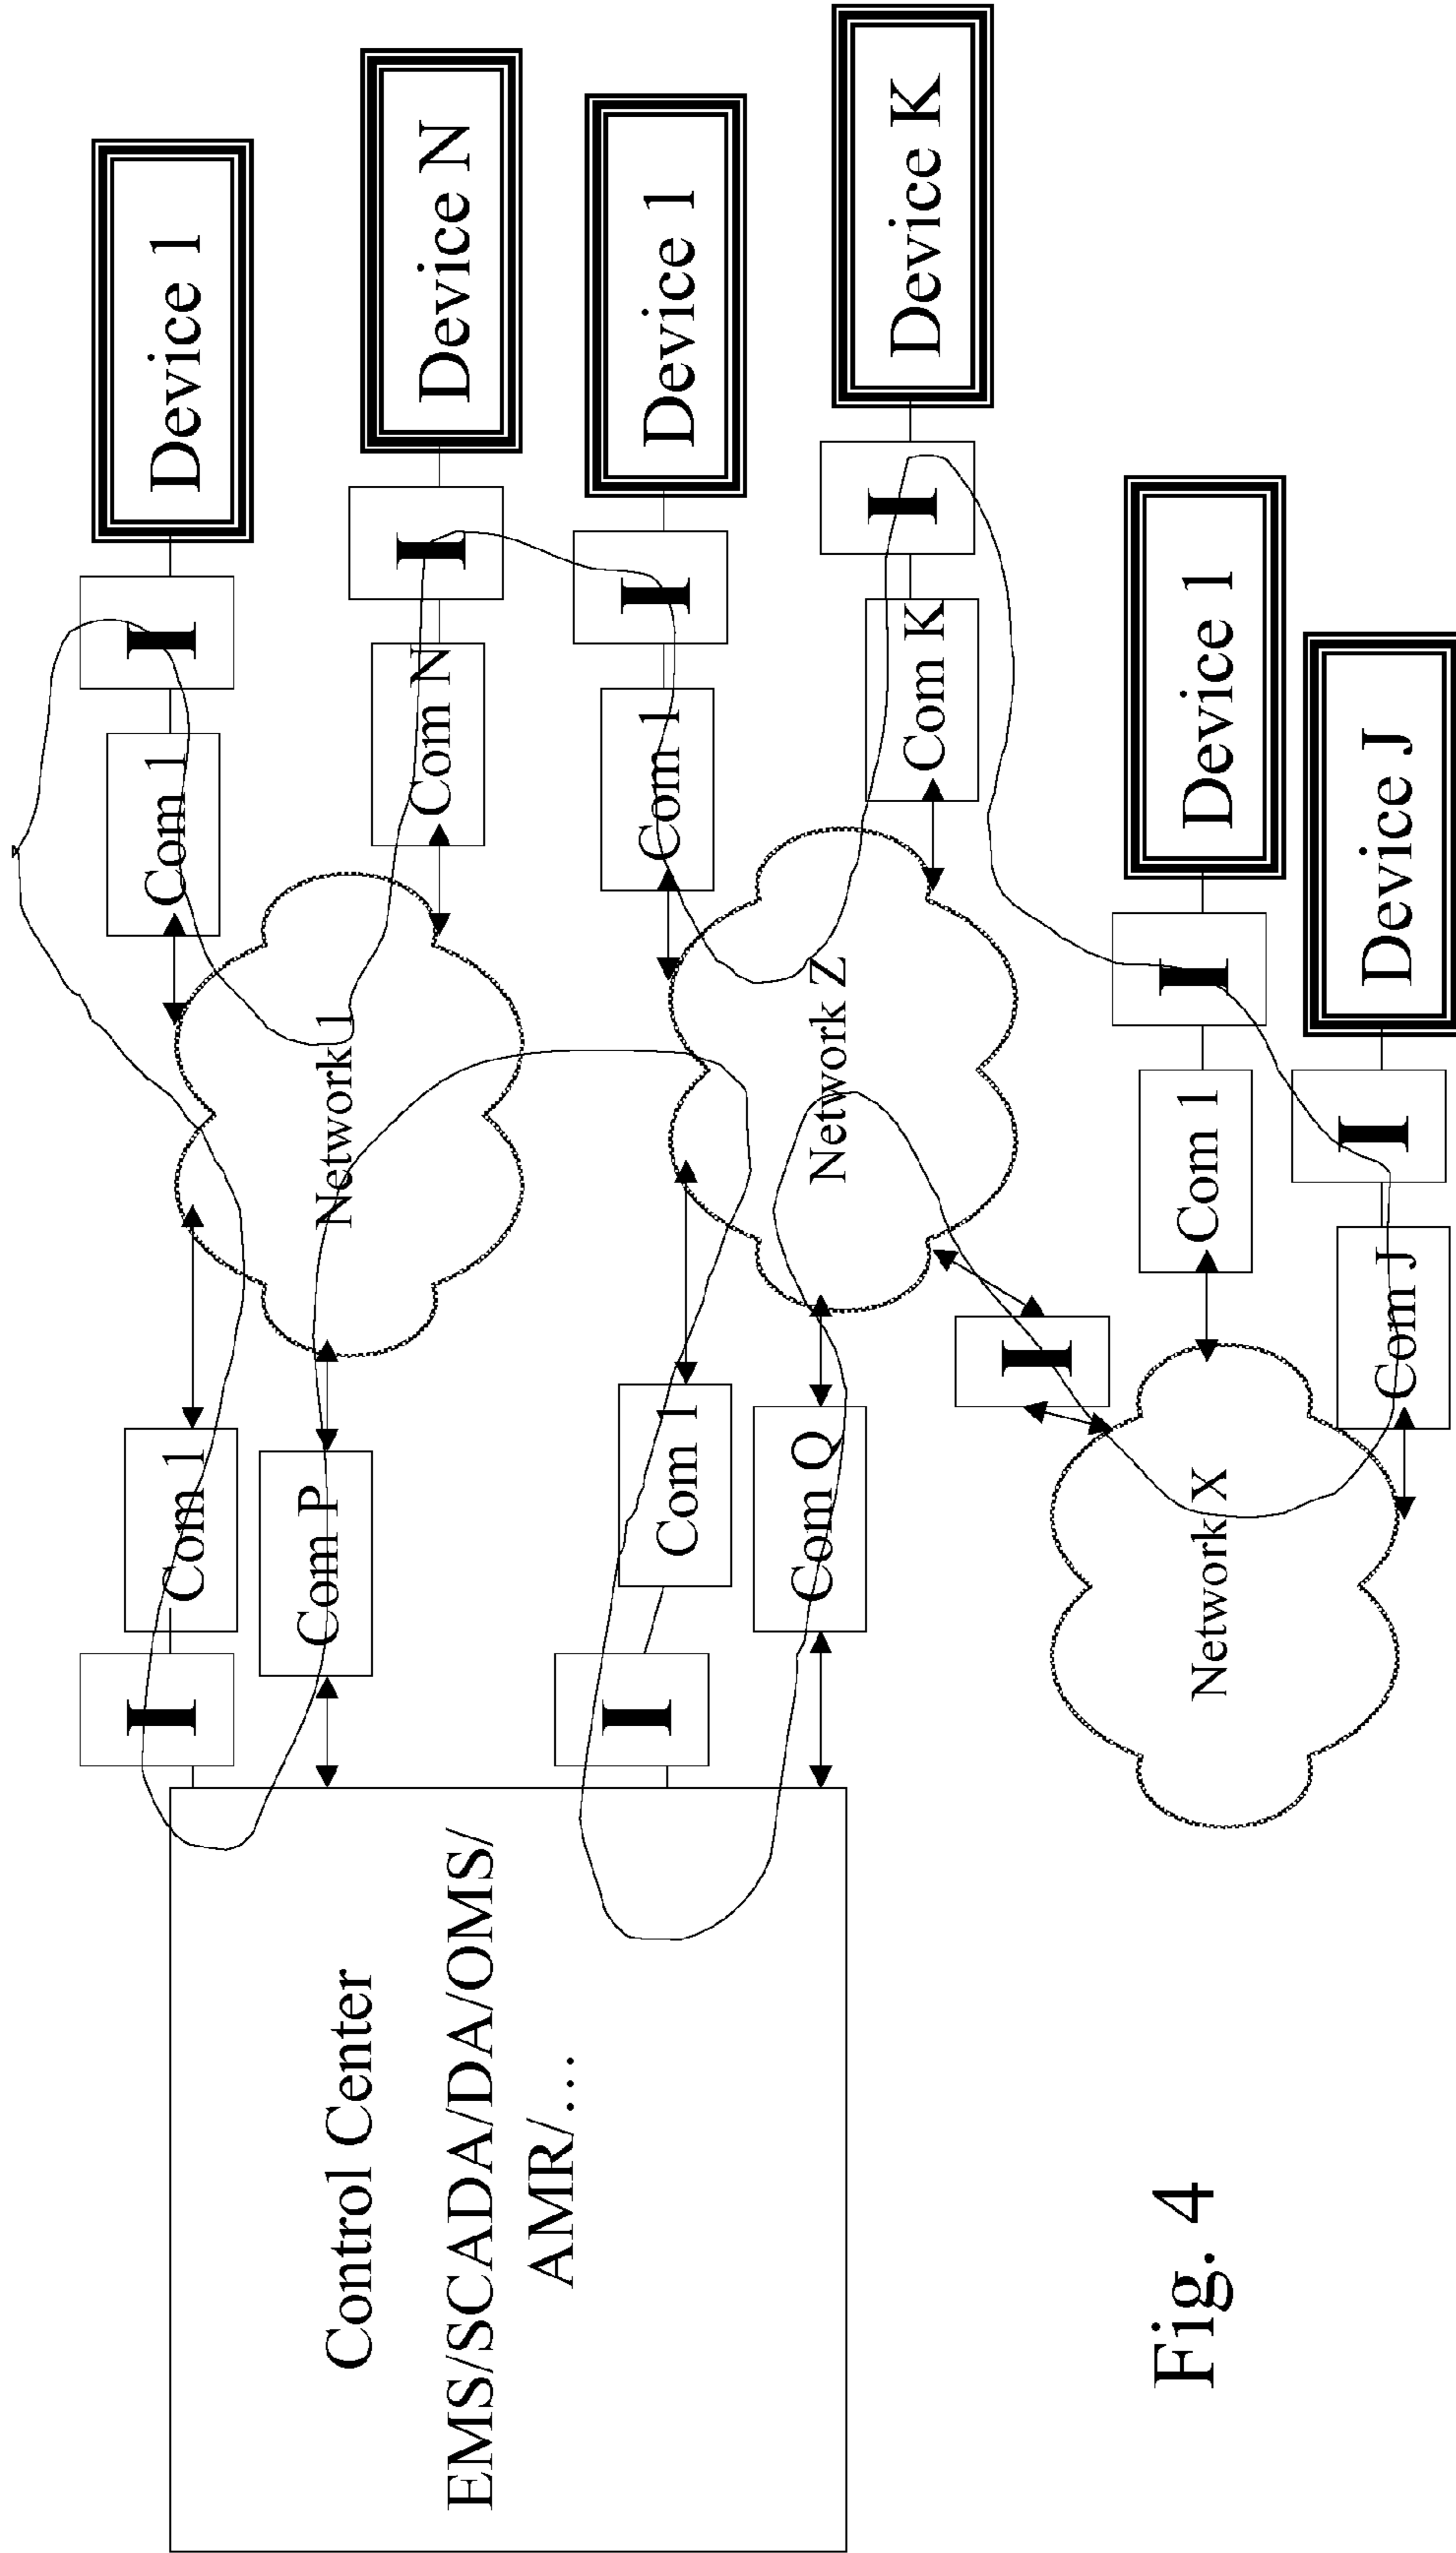 I
Com 1
Com 1
I
Device 1
Control Center
EMS/SCADA/DA/OMS/
AMR/...
Com P
Network 1
Com N
I
Device N
I
Com 1
Com 1
I
Device 1
Com Q
Network Z
Com K
I
Device K
I
Network X
Com 1
I
Device 1
Com J
I
Device J
Fig. 4